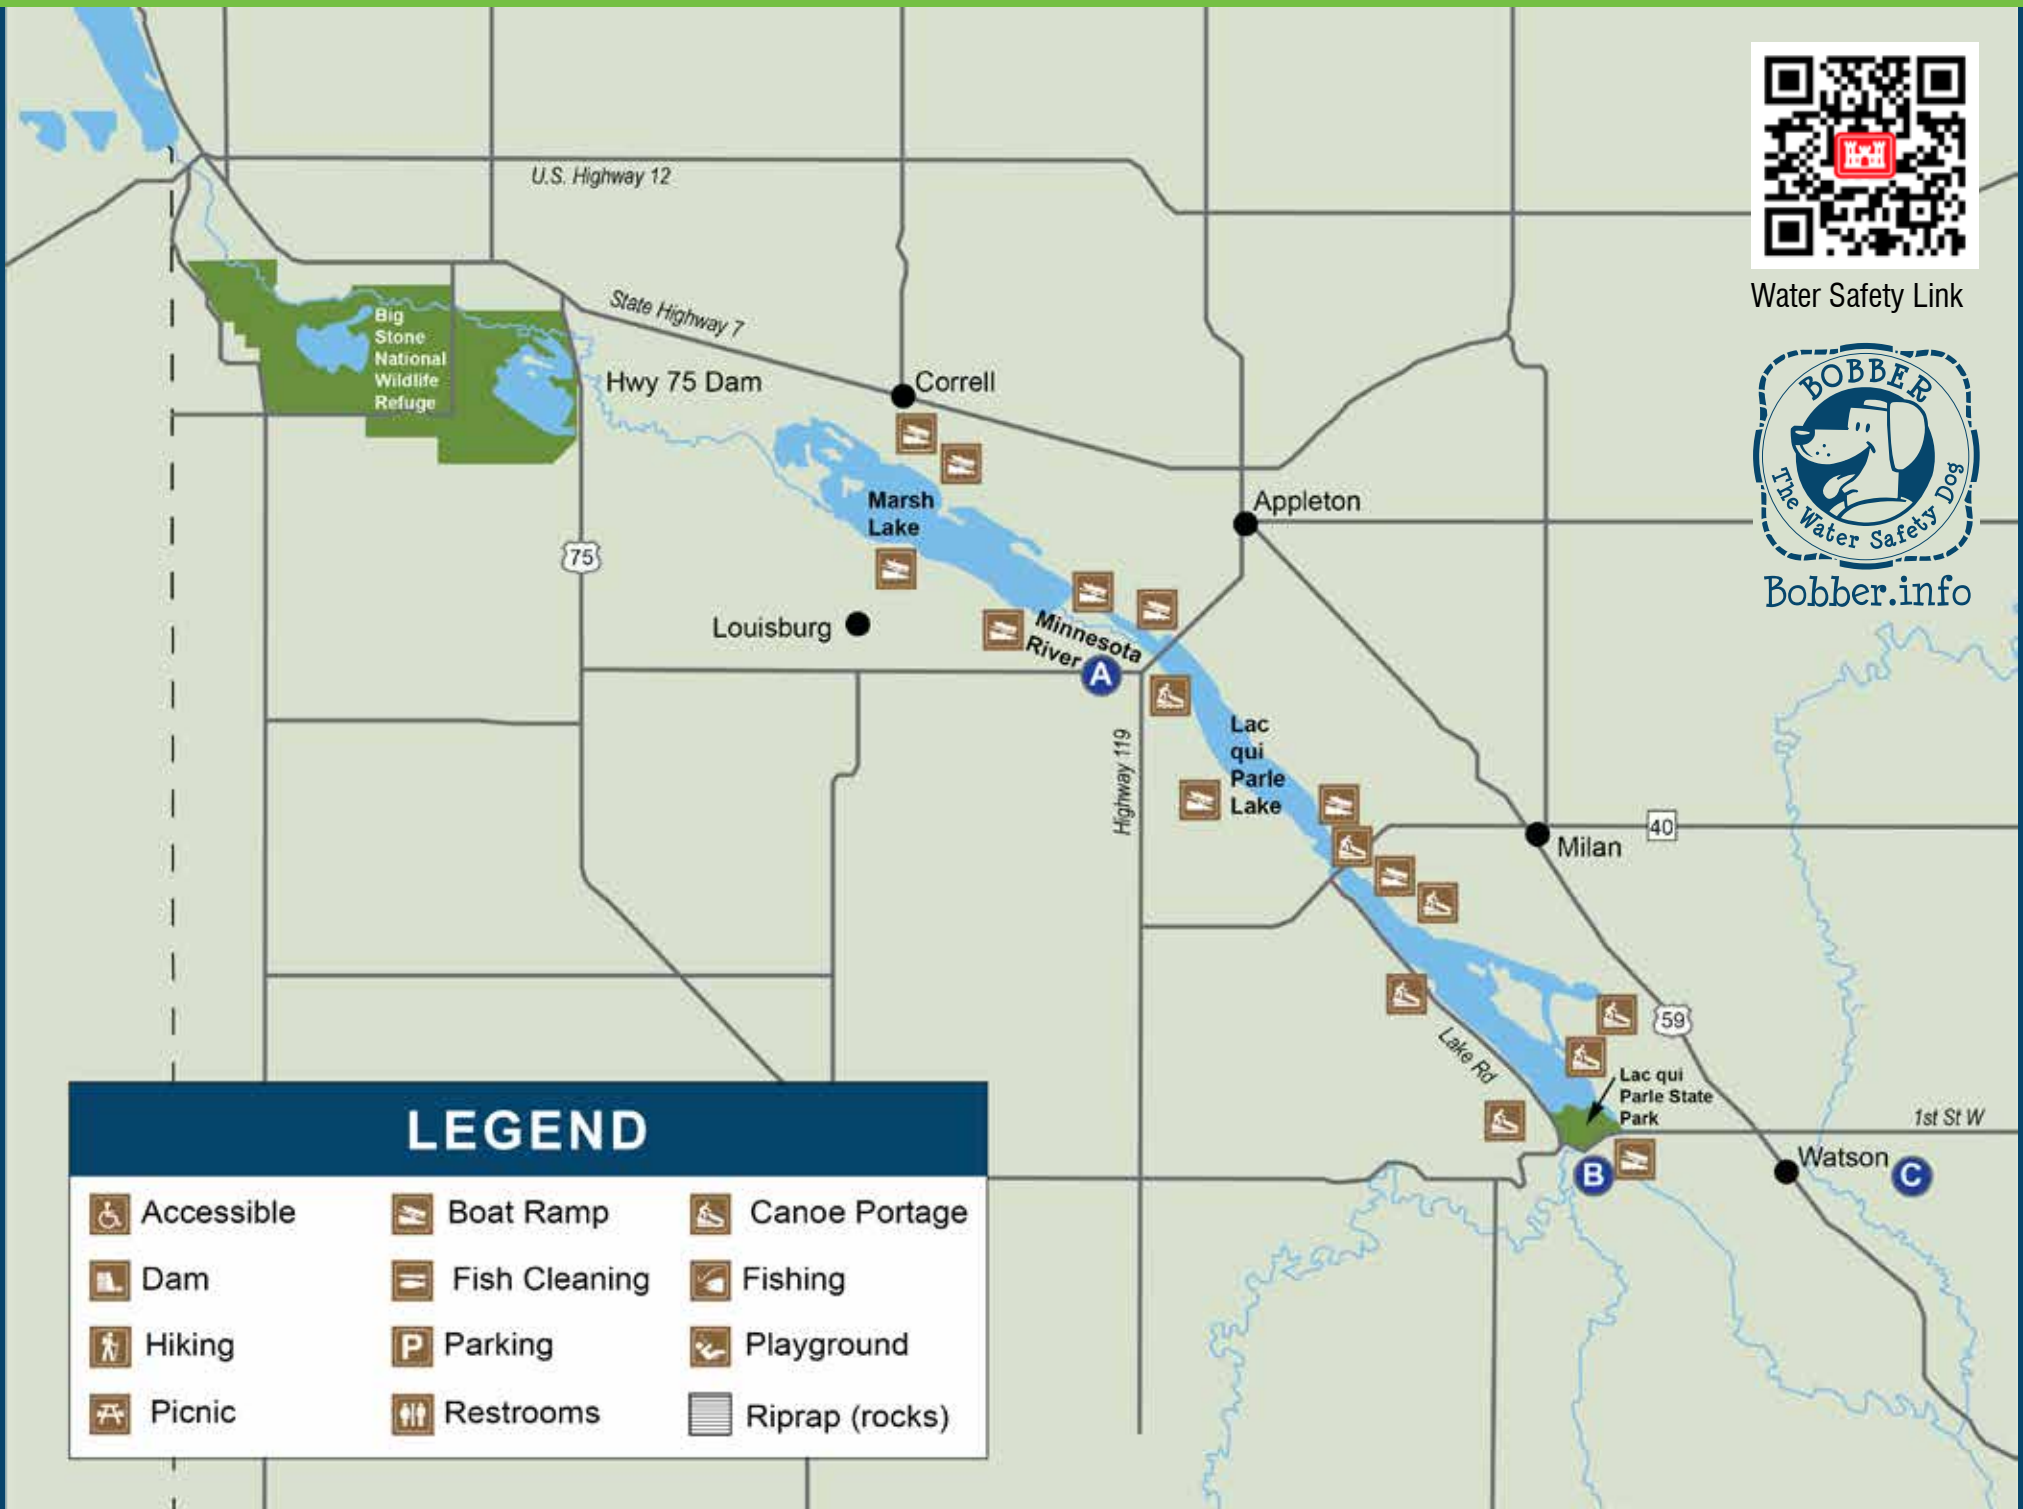 U.S. Highway 12
Water Safety Link
State Highway 7
Big
Stone
National
Wildlife
Refuge
Hwy 75 Dam
Correll
BOBBER
The Water Safety Dog
Bobber.info
Marsh
Lake
Appleton
75
Louisburg
Minnesota
River
A
Highway 119
Lac
qui
Parle
Lake
40
Milan
59
Lake Rd
Lac qui
Parle State
Park
1st St W
B
Watson
C
LEGEND
Accessible
Boat Ramp
Canoe Portage
Dam
Fish Cleaning
Fishing
Hiking
P
Parking
Playground
Picnic
Restrooms
Riprap (rocks)